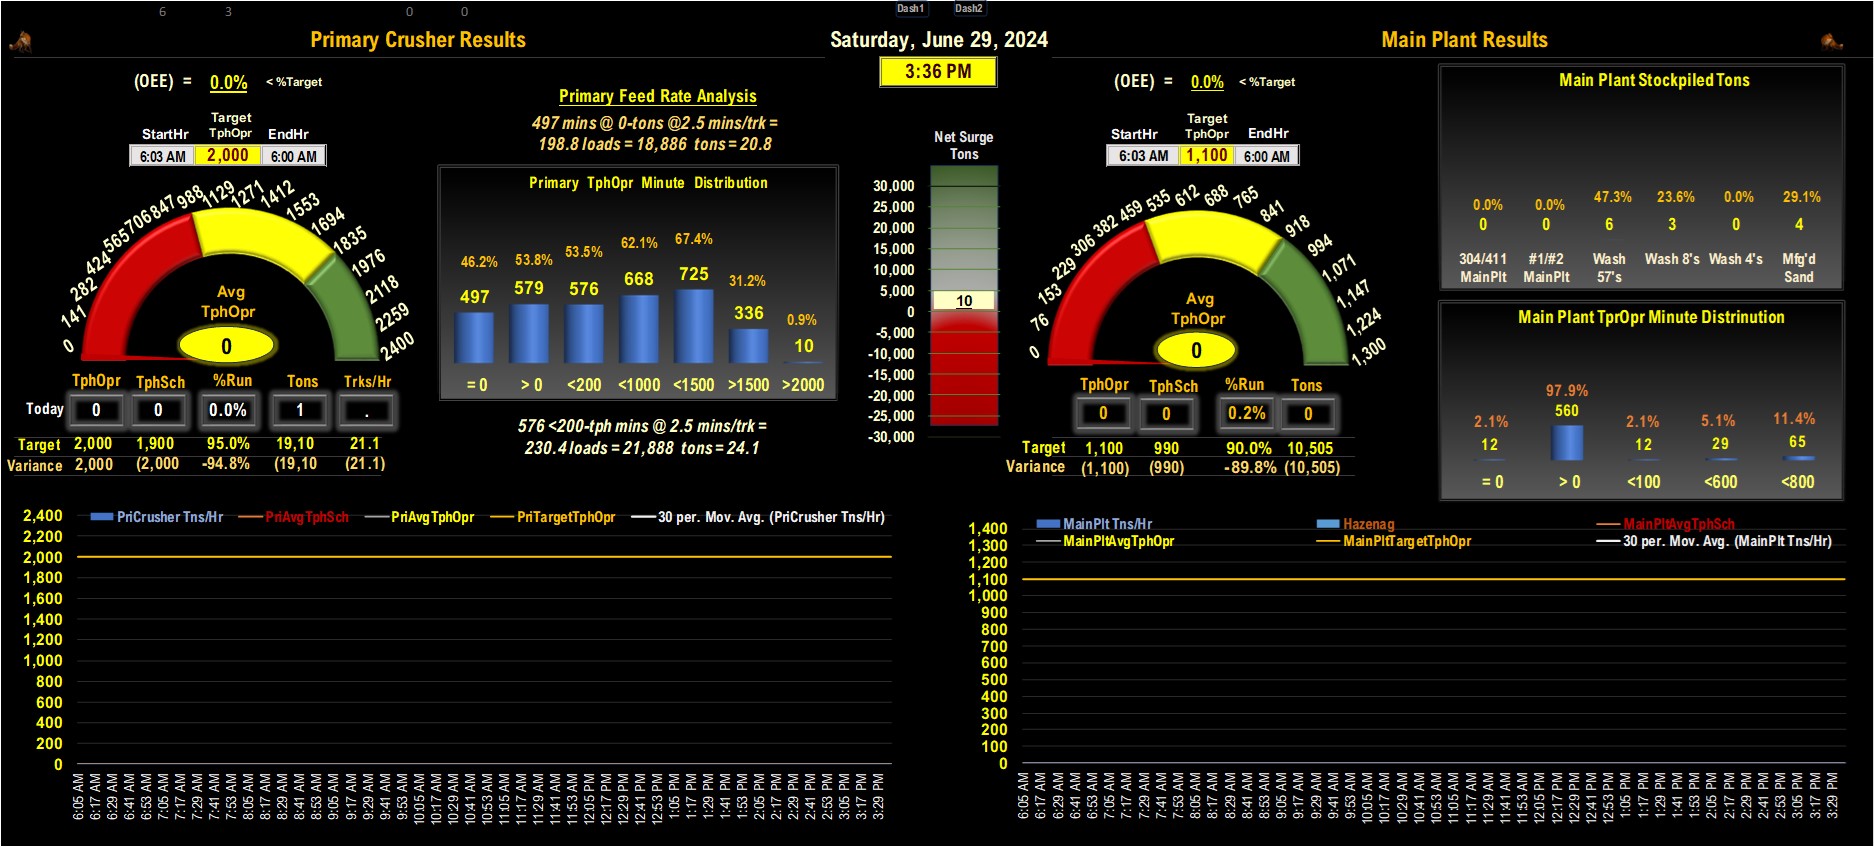 6 3 0 0 Dash1 Dash2
Primary Crusher Results
Saturday, June 29, 2024
Main Plant Results
3:36 PM
(OEE) = 0.0% < %Target
Target
StartHr TphOpr EndHr
6:03 AM 2,000 6:00 AM
0 141 282 424 565 706 847 988 1129 1271 1412 1553 1694 1835 1976 2118 2259 2400
Avg
TphOpr
0
TphOpr TphSch %Run Tons Trks/Hr
Today 0 0 0.0% 1 .
Target 2,000 1,900 95.0% 19,10 21.1
Variance 2,000 (2,000 -94.8% (19,10 (21.1)
Primary Feed Rate Analysis
497 mins @ 0-tons @2.5 mins/trk =
198.8 loads = 18,886 tons = 20.8
Primary TphOpr Minute Distribution
46.2% 53.8% 53.5% 62.1% 67.4% 31.2% 0.9%
497 579 576 668 725 336 10
= 0 > 0 <200 <1000 <1500 >1500 >2000
576 <200-tph mins @ 2.5 mins/trk =
230.4 loads = 21,888 tons = 24.1
Net Surge
Tons
30,000
25,000
20,000
15,000
10,000
5,000
10
0
-5,000
-10,000
-15,000
-20,000
-25,000
-30,000
(OEE) = 0.0% < %Target
Target
StartHr TphOpr EndHr
6:03 AM 1,100 6:00 AM
0 76 153 229 306 382 459 535 612 688 765 841 918 994 1,071 1,147 1,224 1,300
Avg
TphOpr
0
TphOpr TphSch %Run Tons
0 0 0.2% 0
Target 1,100 990 90.0% 10,505
Variance (1,100) (990) -89.8% (10,505)
Main Plant Stockpiled Tons
0.0% 0.0% 47.3% 23.6% 0.0% 29.1%
0 0 6 3 0 4
304/411 #1/#2 Wash Wash 8's Wash 4's Mfg'd
MainPlt MainPlt 57's Sand
Main Plant TprOpr Minute Distrinution
2.1% 97.9% 2.1% 5.1% 11.4%
12 560 12 29 65
= 0 > 0 <100 <600 <800
PriCrusher Tns/Hr PriAvgTphSch PriAvgTphOpr PriTargetTphOpr 30 per. Mov. Avg. (PriCrusher Tns/Hr)
2,400
2,200
2,000
1,800
1,600
1,400
1,200
1,000
800
600
400
200
0
6:05 AM 6:17 AM 6:29 AM 6:41 AM 6:53 AM 7:05 AM 7:17 AM 7:29 AM 7:41 AM 7:53 AM 8:05 AM 8:17 AM 8:29 AM 8:41 AM 8:53 AM 9:05 AM 9:17 AM 9:29 AM 9:41 AM 9:53 AM 10:05 AM 10:17 AM 10:29 AM 10:41 AM 10:53 AM 11:05 AM 11:17 AM 11:29 AM 11:41 AM 11:53 AM 12:05 PM 12:17 PM 12:29 PM 12:41 PM 12:53 PM 1:05 PM 1:17 PM 1:29 PM 1:41 PM 1:53 PM 2:05 PM 2:17 PM 2:29 PM 2:41 PM 2:53 PM 3:05 PM 3:17 PM 3:29 PM
MainPlt Tns/Hr Hazenag MainPltAvgTphSch
MainPltAvgTphOpr MainPltTargetTphOpr 30 per. Mov. Avg. (MainPlt Tns/Hr)
1,400
1,300
1,200
1,100
1,000
900
800
700
600
500
400
300
200
100
0
6:05 AM 6:17 AM 6:29 AM 6:41 AM 6:53 AM 7:05 AM 7:17 AM 7:29 AM 7:41 AM 7:53 AM 8:05 AM 8:17 AM 8:29 AM 8:41 AM 8:53 AM 9:05 AM 9:17 AM 9:29 AM 9:41 AM 9:53 AM 10:05 AM 10:17 AM 10:29 AM 10:41 AM 10:53 AM 11:05 AM 11:17 AM 11:29 AM 11:41 AM 11:53 AM 12:05 PM 12:17 PM 12:29 PM 12:41 PM 12:53 PM 1:05 PM 1:17 PM 1:29 PM 1:41 PM 1:53 PM 2:05 PM 2:17 PM 2:29 PM 2:41 PM 2:53 PM 3:05 PM 3:17 PM 3:29 PM